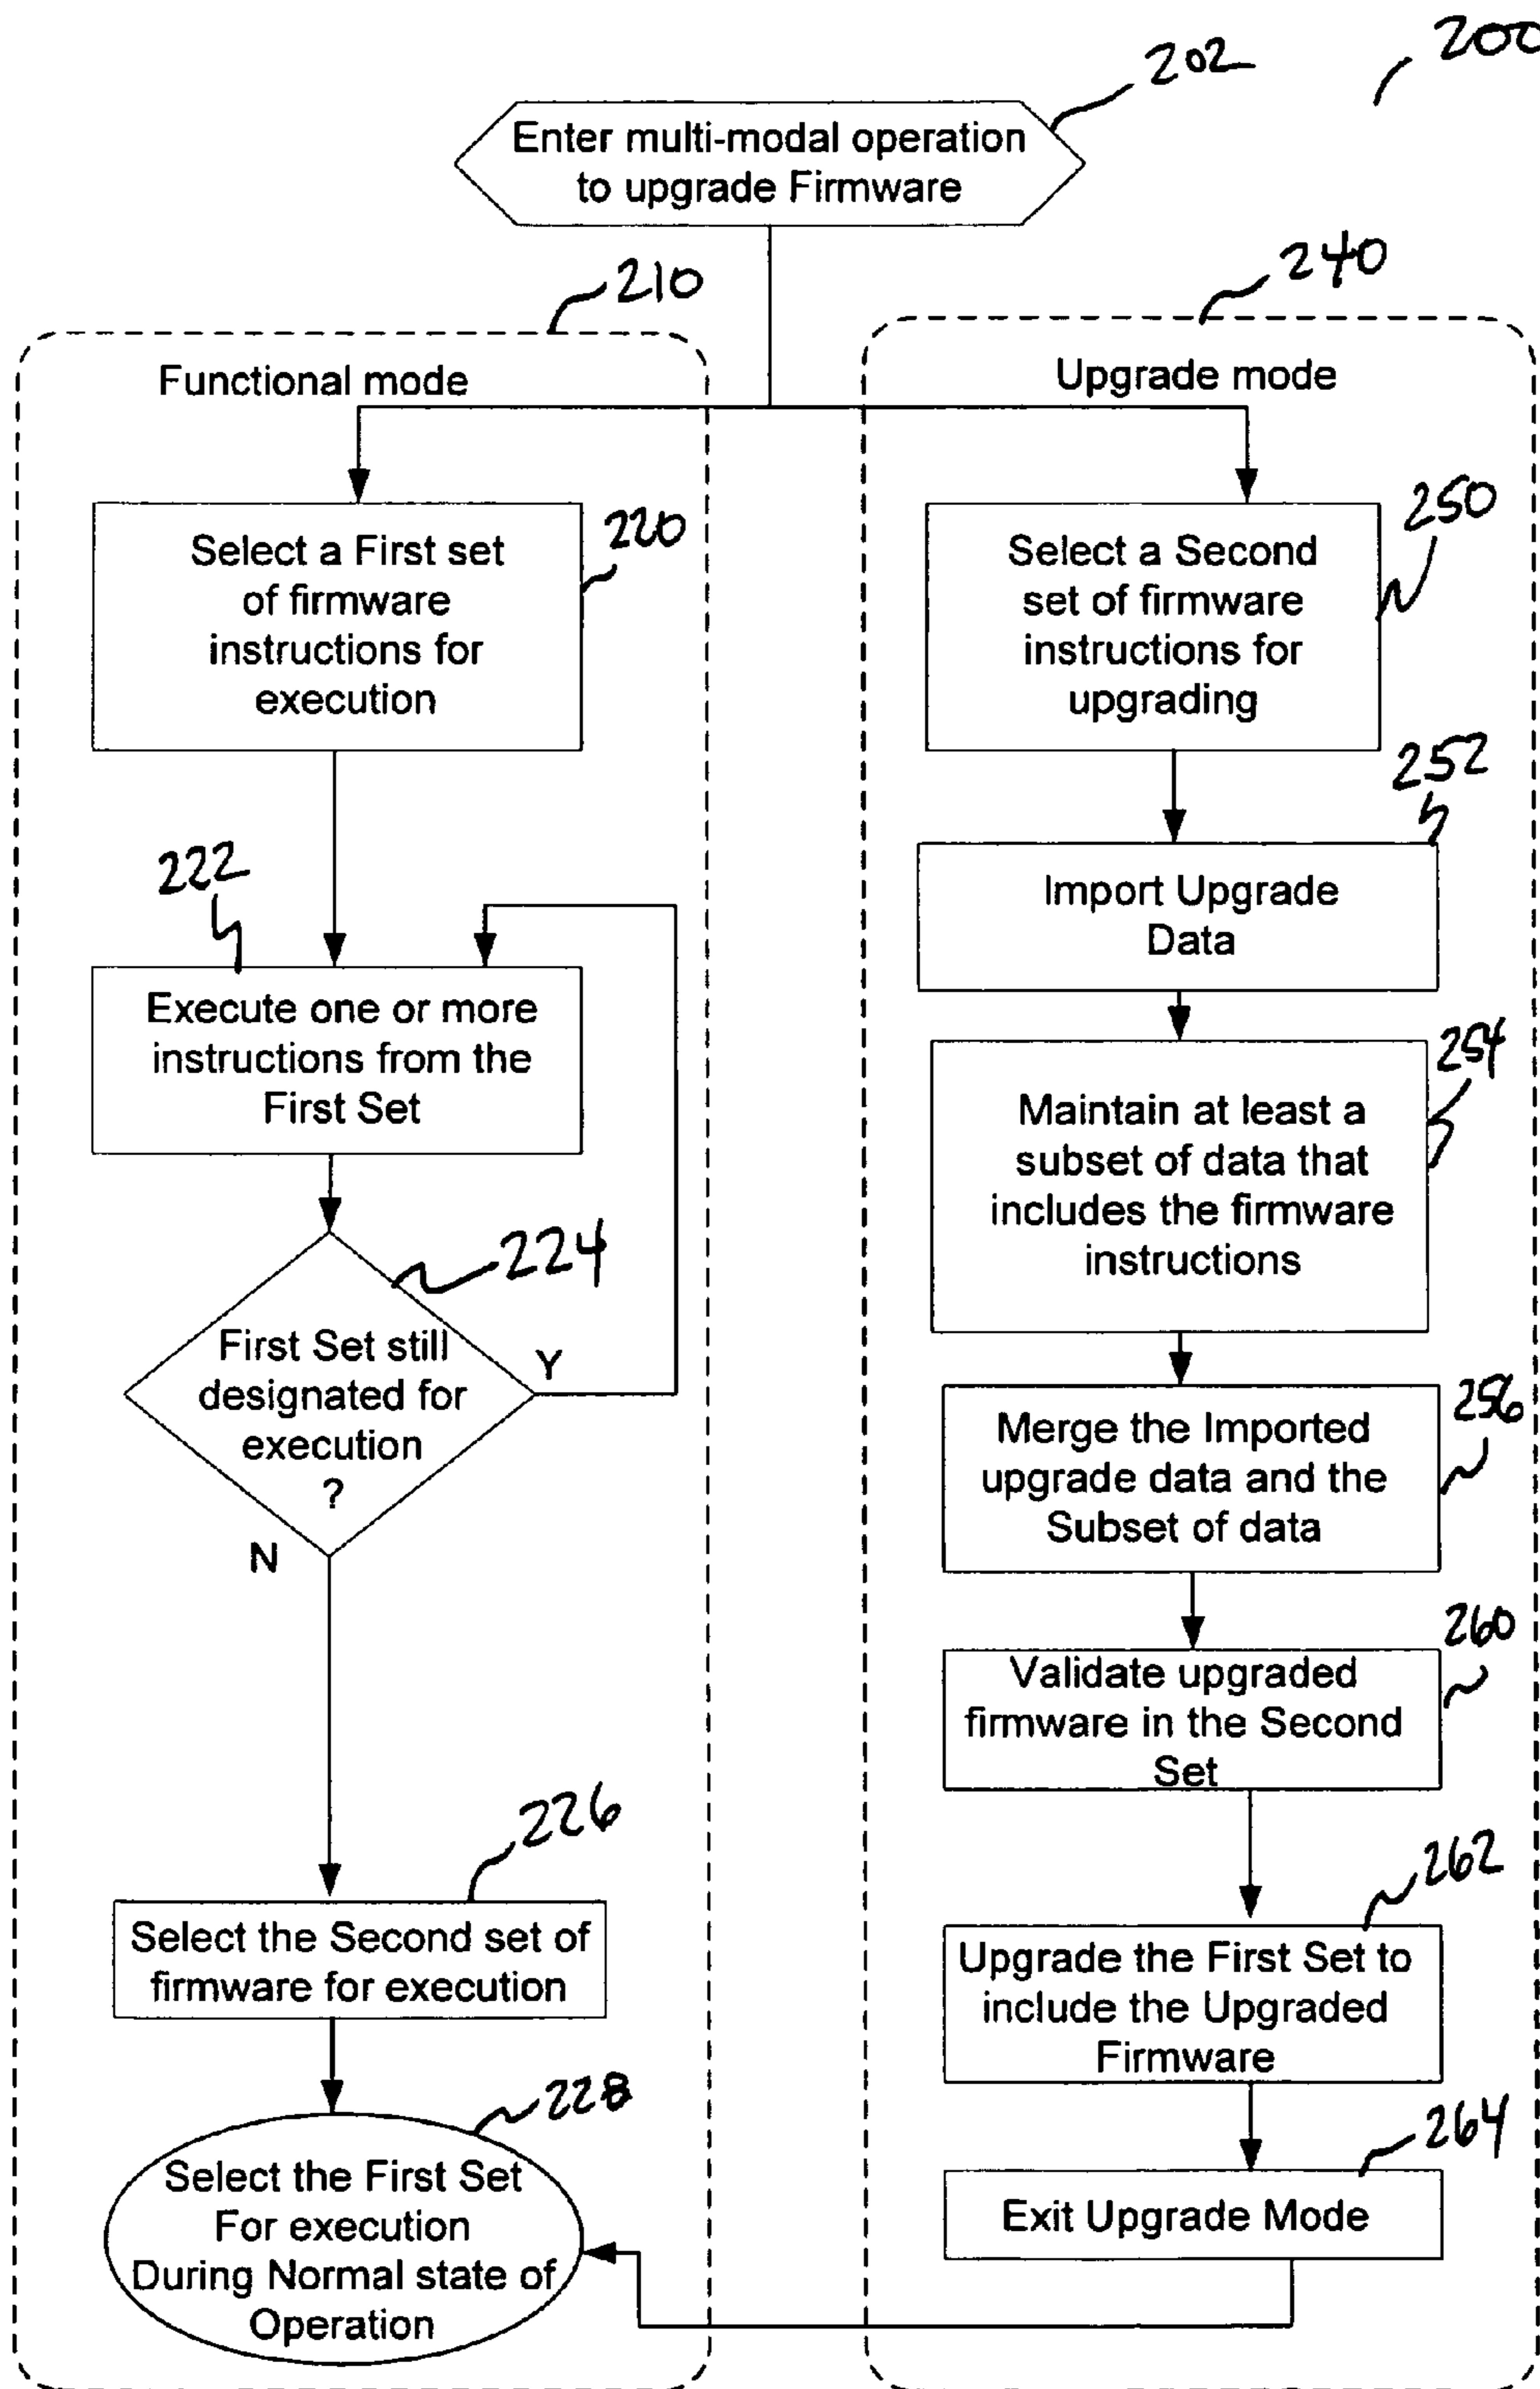 200
202
Enter multi-modal operation
to upgrade Firmware
210
Functional mode
Select a First set
of firmware
instructions for
execution
220
222
Execute one or more
instructions from the
First Set
224
First Set still
designated for
execution
?
Y
N
226
Select the Second set of
firmware for execution
228
Select the First Set
For execution
During Normal state of
Operation
240
Upgrade mode
250
Select a Second
set of firmware
instructions for
upgrading
252
Import Upgrade
Data
254
Maintain at least a
subset of data that
includes the firmware
instructions
256
Merge the Imported
upgrade data and the
Subset of data
260
Validate upgraded
firmware in the Second
Set
262
Upgrade the First Set to
include the Upgraded
Firmware
264
Exit Upgrade Mode